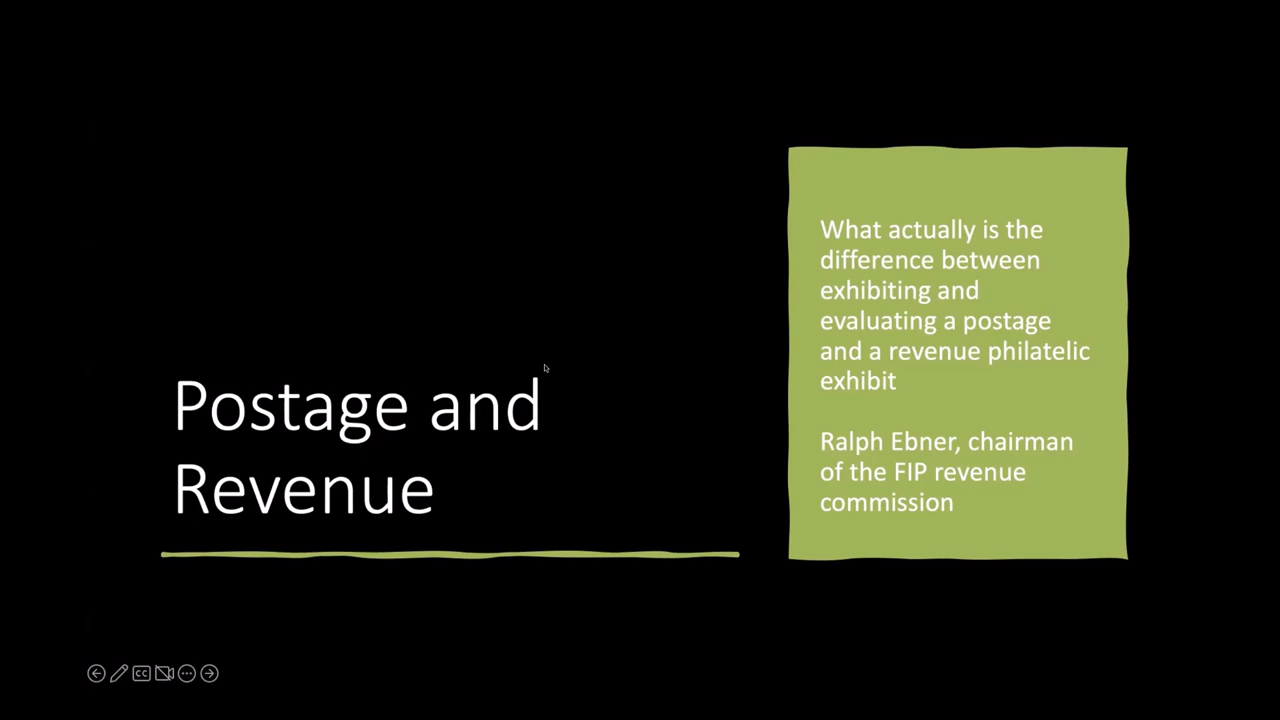 Postage and
Revenue
What actually is the
difference between
exhibiting and
evaluating a postage
and a revenue philatelic
exhibit
Ralph Ebner, chairman
of the FIP revenue
commission
CC